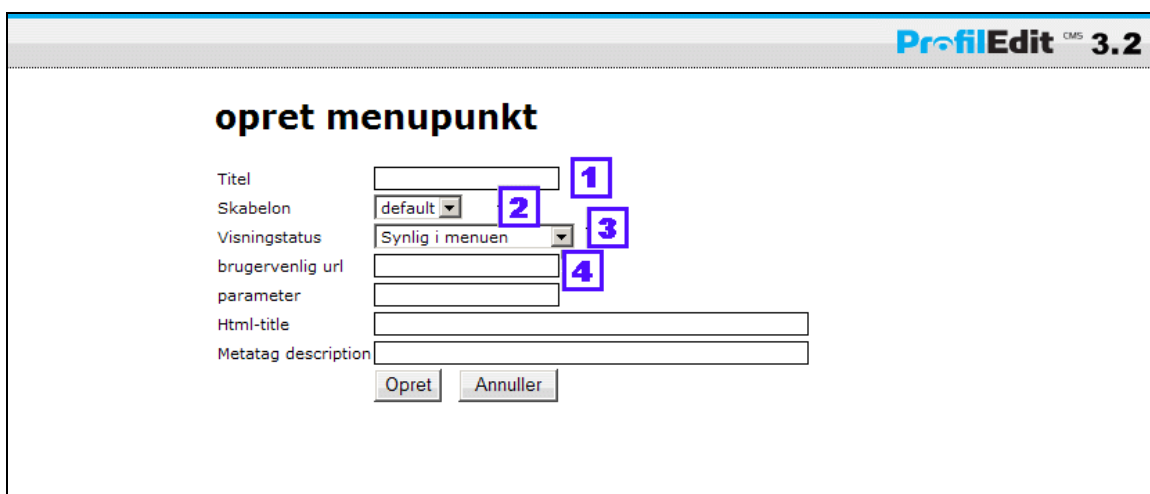 ProfilEdit CMS 3.2
opret menupunkt
Titel 1
Skabelon default 2
Visningstatus Synlig i menuen 3
brugervenlig url 4
parameter
Html-title
Metatag description
Opret Annuller